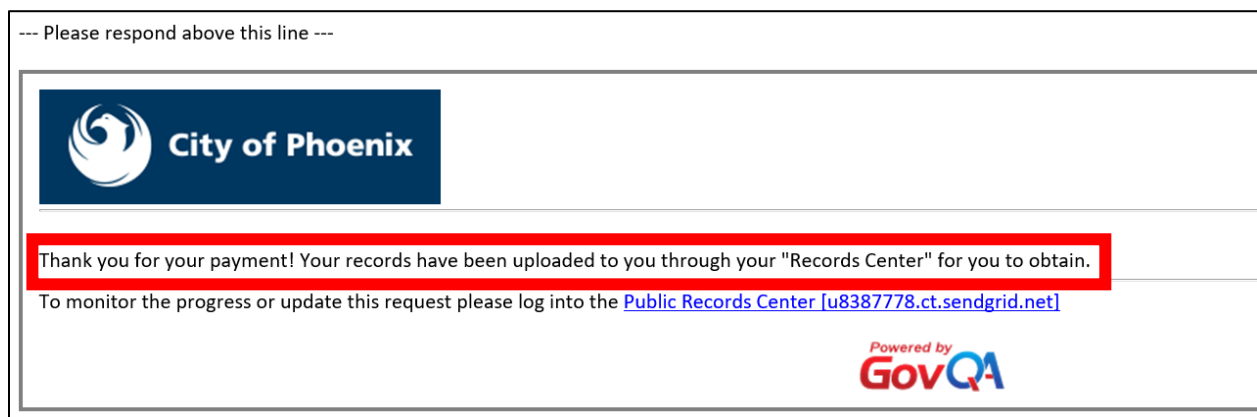 --- Please respond above this line ---
City of Phoenix
Thank you for your payment! Your records have been uploaded to you through your "Records Center" for you to obtain.
To monitor the progress or update this request please log into the Public Records Center [u8387778.ct.sendgrid.net]
Powered by
GovQA